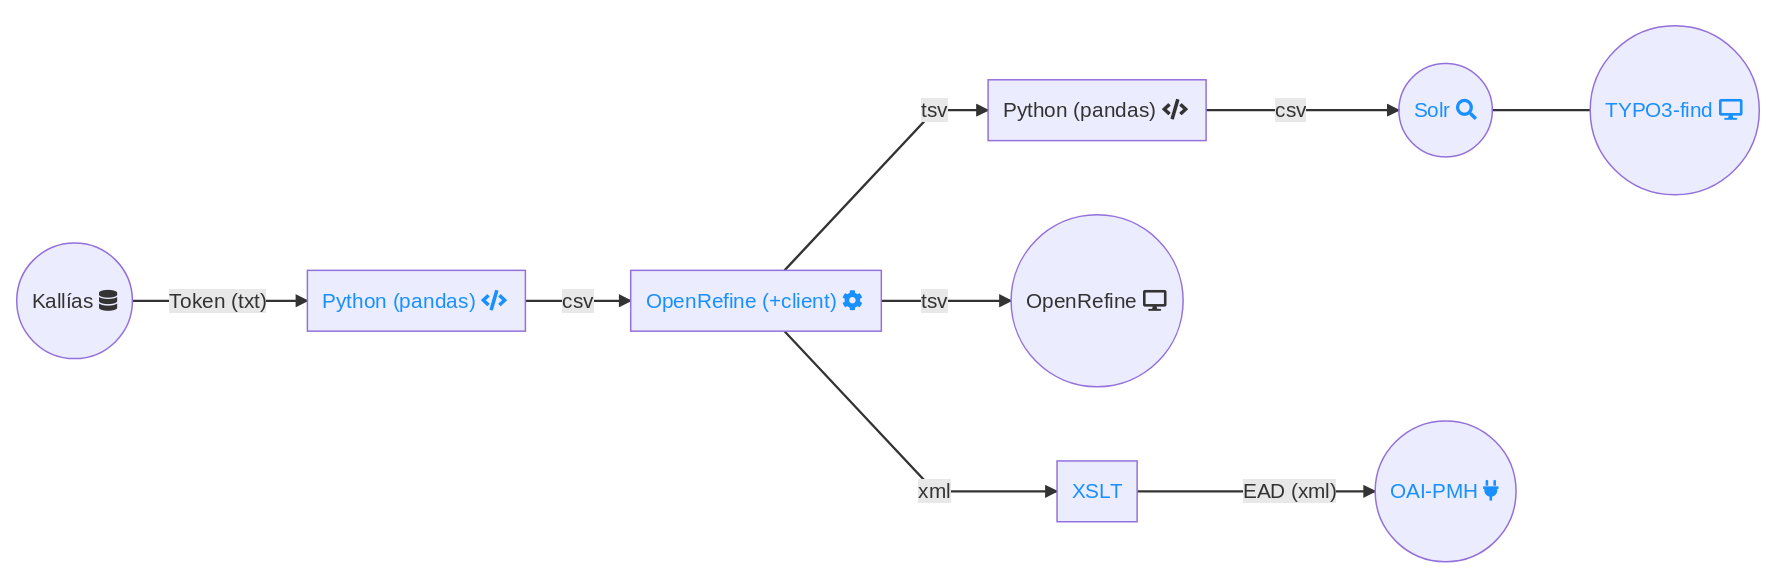 tsv
Python (pandas)
csv
Solr
TYPO3-find
Kallías
Token (txt)
Python (pandas)
csv
OpenRefine (+client)
tsv
OpenRefine
xml
XSLT
EAD (xml)
OAI-PMH